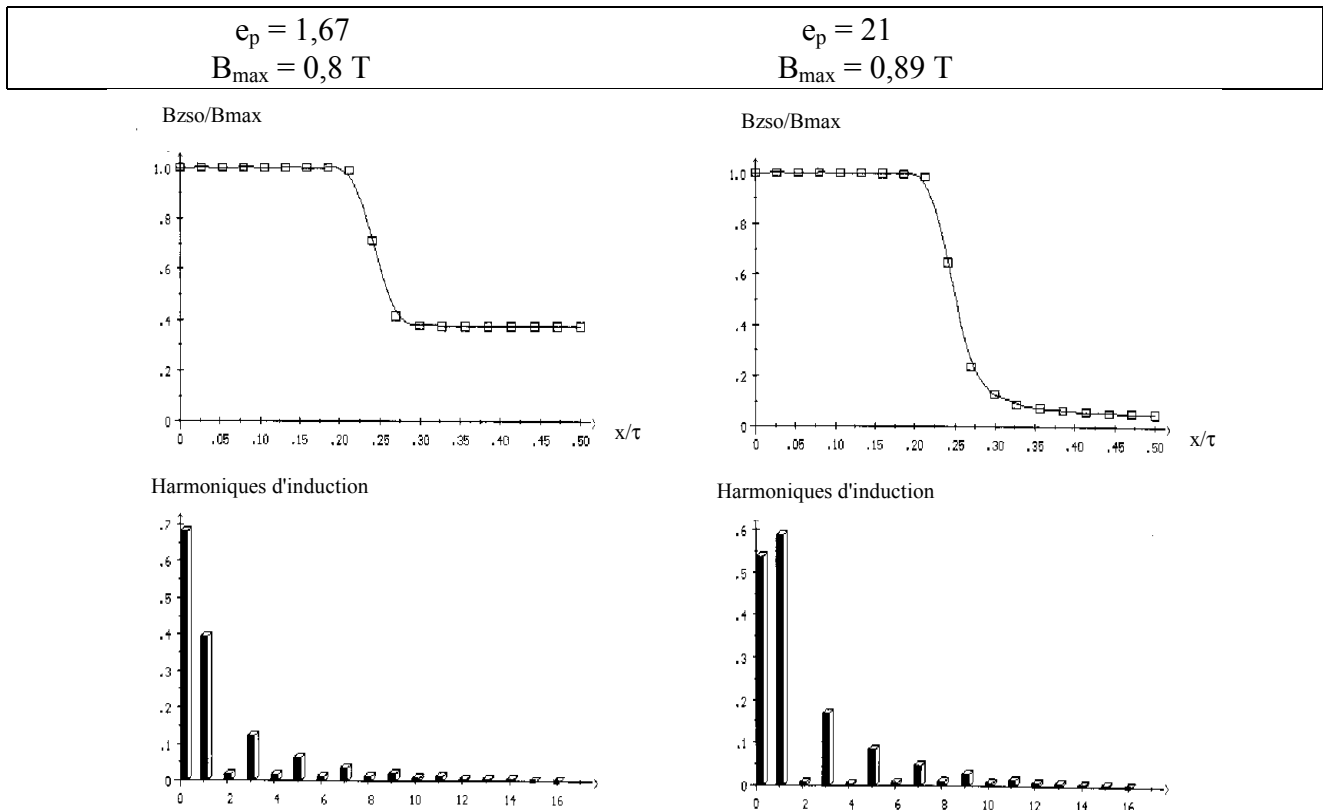 eₚ = 1,67 eₚ = 21
Bₘₐₓ = 0,8 T Bₘₐₓ = 0,89 T
Bzso/Bmax
1.0
.8
.6
.4
.2
0
0 .05 .10 .15 .20 .25 .30 .35 .40 .45 .50
x/τ
Bzso/Bmax
1.0
.8
.6
.4
.2
0
0 .05 .10 .15 .20 .25 .30 .35 .40 .45 .50
x/τ
Harmoniques d'induction
.7
.6
.5
.4
.3
.2
.1
0
0 2 4 6 8 10 12 14 16
Harmoniques d'induction
.6
.5
.4
.3
.2
.1
0
0 2 4 6 8 10 12 14 16